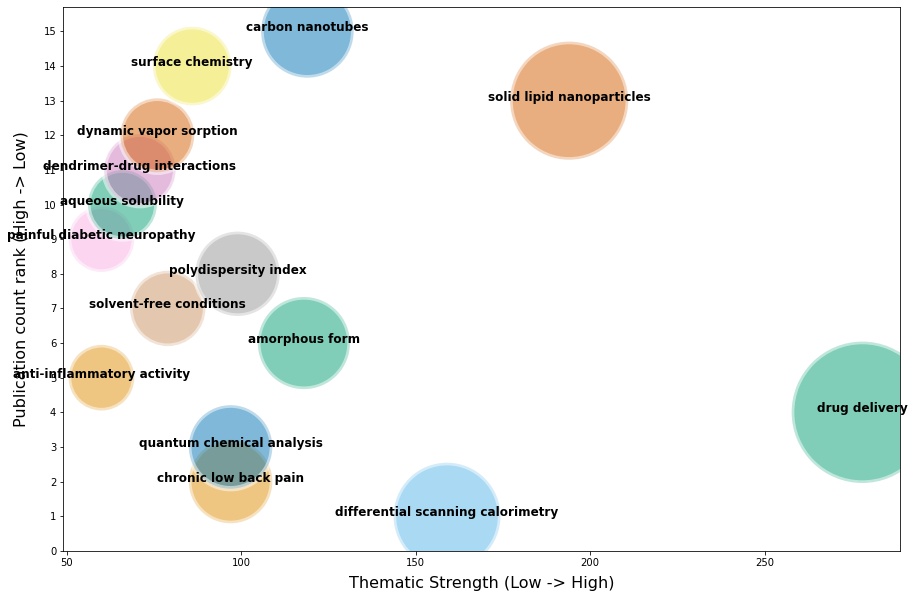 15
carbon nanotubes
14
surface chemistry
13
solid lipid nanoparticles
12
dynamic vapor sorption
11
dendrimer-drug interactions
10
aqueous solubility
9
painful diabetic neuropathy
8
polydispersity index
7
solvent-free conditions
6
amorphous form
5
anti-inflammatory activity
4
drug delivery
3
quantum chemical analysis
2
chronic low back pain
1
differential scanning calorimetry
0
Publication count rank (High -> Low)
50 100 150 200 250
Thematic Strength (Low -> High)